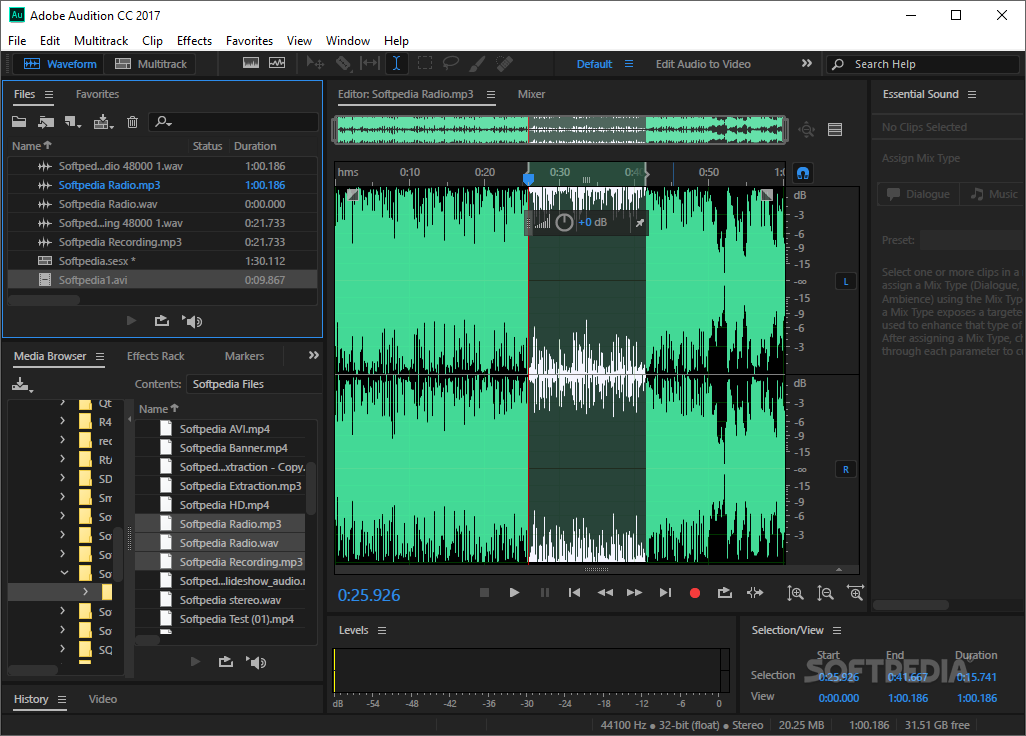 Au Adobe Audition CC 2017
File Edit Multitrack Clip Effects Favorites View Window Help
Waveform Multitrack Default Edit Audio to Video Search Help
Files Favorites
Name Status Duration
Softped...dio 48000 1.wav 1:00.186
Softpedia Radio.mp3 1:00.186
Softpedia Radio.wav 0:00.000
Softped...ing 48000 1.wav 0:21.733
Softpedia Recording.mp3 0:21.733
Softpedia.sesx * 1:30.112
Softpedia1.avi 0:09.867
Media Browser Effects Rack Markers
Contents: Softpedia Files
Name
Qt
R4
rec
Rt
SD
Sm
So
So
So
So
So
So
SQ
Softpedia AVI.mp4
Softpedia Banner.mp4
Softped...xtraction - Copy.
Softpedia Extraction.mp3
Softpedia HD.mp4
Softpedia Radio.mp3
Softpedia Radio.wav
Softpedia Recording.mp3
Softped...lideshow_audio.
Softpedia stereo.wav
Softpedia Test (01).mp4
History Video
Editor: Softpedia Radio.mp3 Mixer
hms 0:10 0:20 0:30 0:40 0:50 1:0
+0 dB
dB
-3
-6
-9
-15
-∞
-15
-9
-6
-3
L
dB
-3
-6
-9
-15
-∞
-15
-9
-6
-3
R
0:25.926
Levels
dB -54 -48 -42 -36 -30 -24 -18 -12 -6 0
Essential Sound
No Clips Selected
Assign Mix Type
Dialogue Music
Preset:
Select one or more clips in a
assign a Mix Type (Dialogue,
Ambience) using the Mix Typ
a Mix Type exposes a targete
used to enhance that type of
After assigning a Mix Type, c
through each parameter to cu
Selection/View
Start End Duration
Selection 0:25.926 0:41.667 0:15.741
View 0:00.000 1:00.186 1:00.186
SOFTPEDIA
44100 Hz ● 32-bit (float) ● Stereo 20.25 MB 1:00.186 31.51 GB free